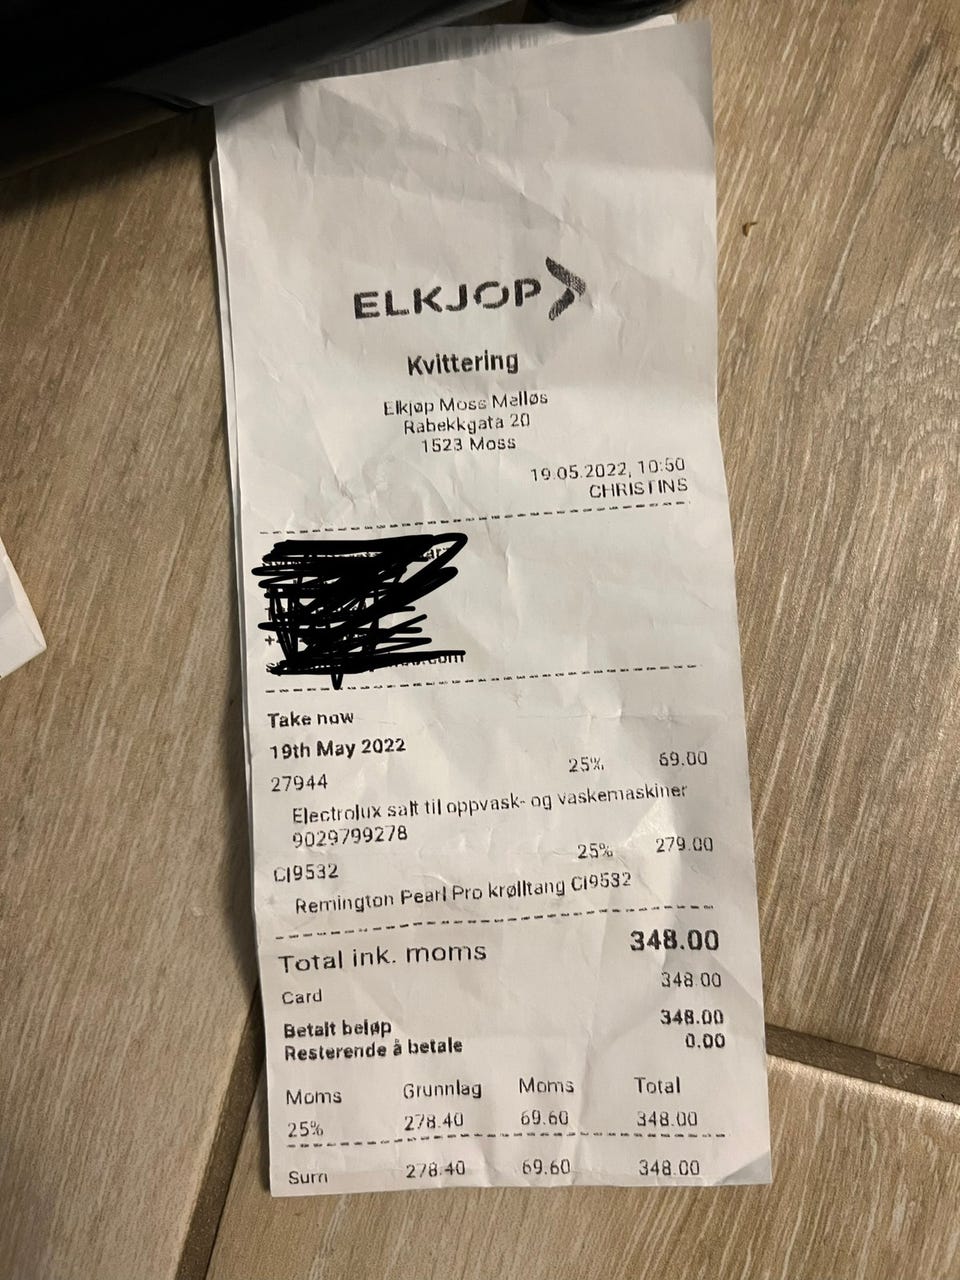 ELKJOP
Kvittering
Elkjøp Moss Melløs
Rabekkgata 20
1523 Moss
19.05.2022, 10:50
CHRISTINS
.com
Take now
19th May 2022
27944 25% 69.00
Electrolux salt til oppvask- og vaskemaskiner
9029799278
CI9532 25% 279.00
Remington Pearl Pro krølltang CI9532
Total ink. moms 348.00
Card 348.00
Betalt beløp 348.00
Resterende å betale 0.00
Moms Grunnlag Moms Total
25% 278.40 69.60 348.00
Sum 278.40 69.60 348.00